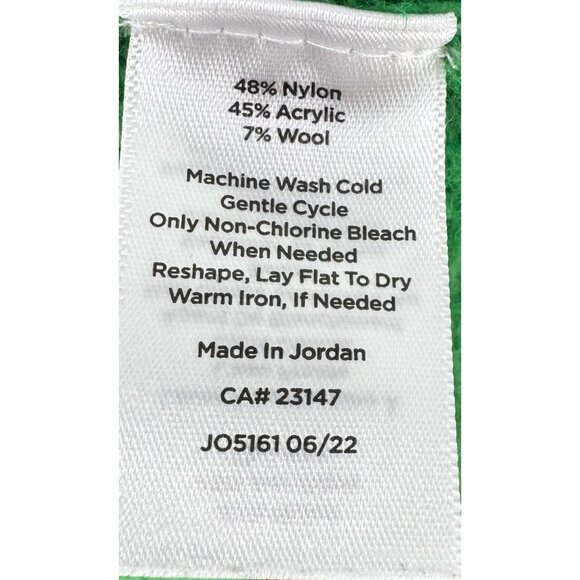 48% Nylon
45% Acrylic
7% Wool
Machine Wash Cold
Gentle Cycle
Only Non-Chlorine Bleach
When Needed
Reshape, Lay Flat To Dry
Warm Iron, If Needed
Made In Jordan
CA# 23147
JO5161 06/22